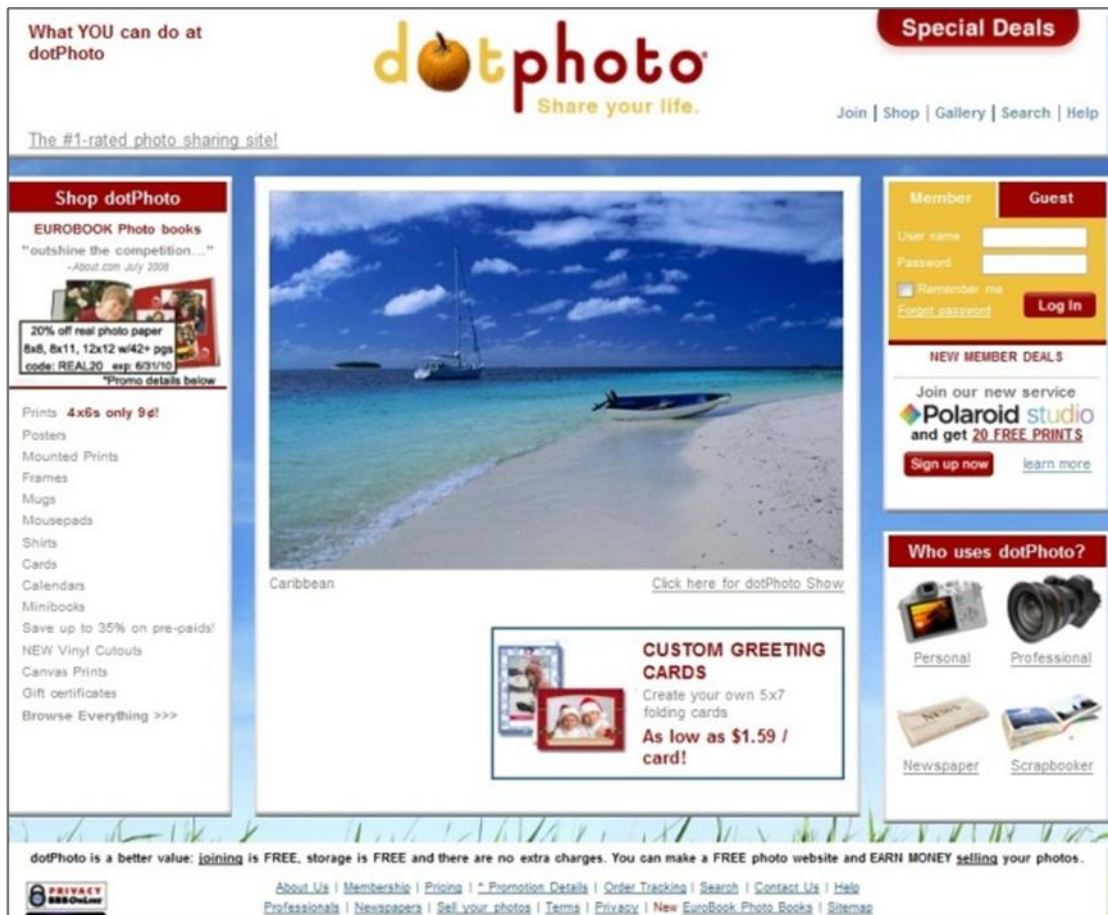 What YOU can do at
dotPhoto
dotphoto
Share your life.
Special Deals
Join | Shop | Gallery | Search | Help
The #1-rated photo sharing site!
Shop dotPhoto
EUROBOOK Photo books
"outshine the competition..."
-About.com July 2008
20% off real photo paper
8x8, 8x11, 12x12 w/42+ pgs
code: REAL20 exp: 6/31/10
*Promo details below
Prints 4x6s only 9¢!
Posters
Mounted Prints
Frames
Mugs
Mousepads
Shirts
Cards
Calendars
Minibooks
Save up to 35% on pre-paids!
NEW Vinyl Cutouts
Canvas Prints
Gift certificates
Browse Everything >>>
Caribbean
Click here for dotPhoto Show
CUSTOM GREETING
CARDS
Create your own 5x7
folding cards
As low as $1.59 /
card!
Member
Guest
User name
Password
Remember me
Forgot password
Log In
NEW MEMBER DEALS
Join our new service
Polaroid studio
and get 20 FREE PRINTS
Sign up now
learn more
Who uses dotPhoto?
Personal
Professional
NEWS
Newspaper
Scrapbooker
dotPhoto is a better value: joining is FREE, storage is FREE and there are no extra charges. You can make a FREE photo website and EARN MONEY selling your photos.
PRIVACY
BBBOnLine
About Us | Membership | Pricing | * Promotion Details | Order Tracking | Search | Contact Us | Help
Professionals | Newspapers | Sell your photos | Terms | Privacy | New EuroBook Photo Books | Sitemap